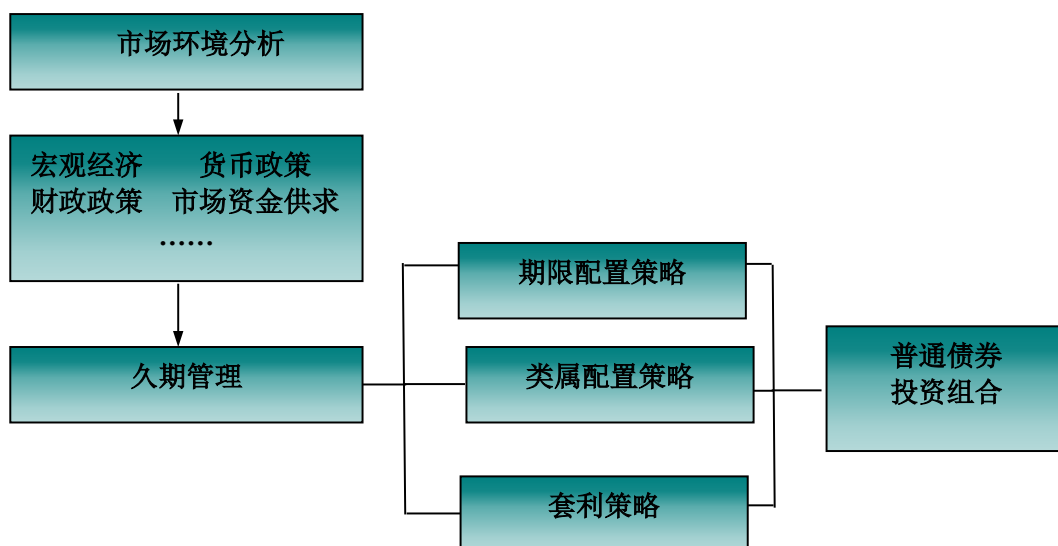 市场环境分析
宏观经济 货币政策
财政政策 市场资金供求
……
期限配置策略
久期管理
类属配置策略
套利策略
普通债券
投资组合